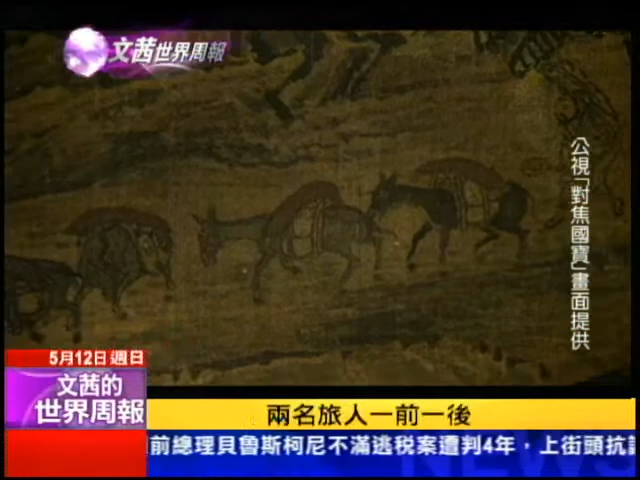 文茜世界周報
公視「對焦國寶」畫面提供
5月12日週日
文茜的
世界周報
兩名旅人一前一後
前總理貝魯斯柯尼不滿逃稅案遭判4年，上街頭抗
NEWS